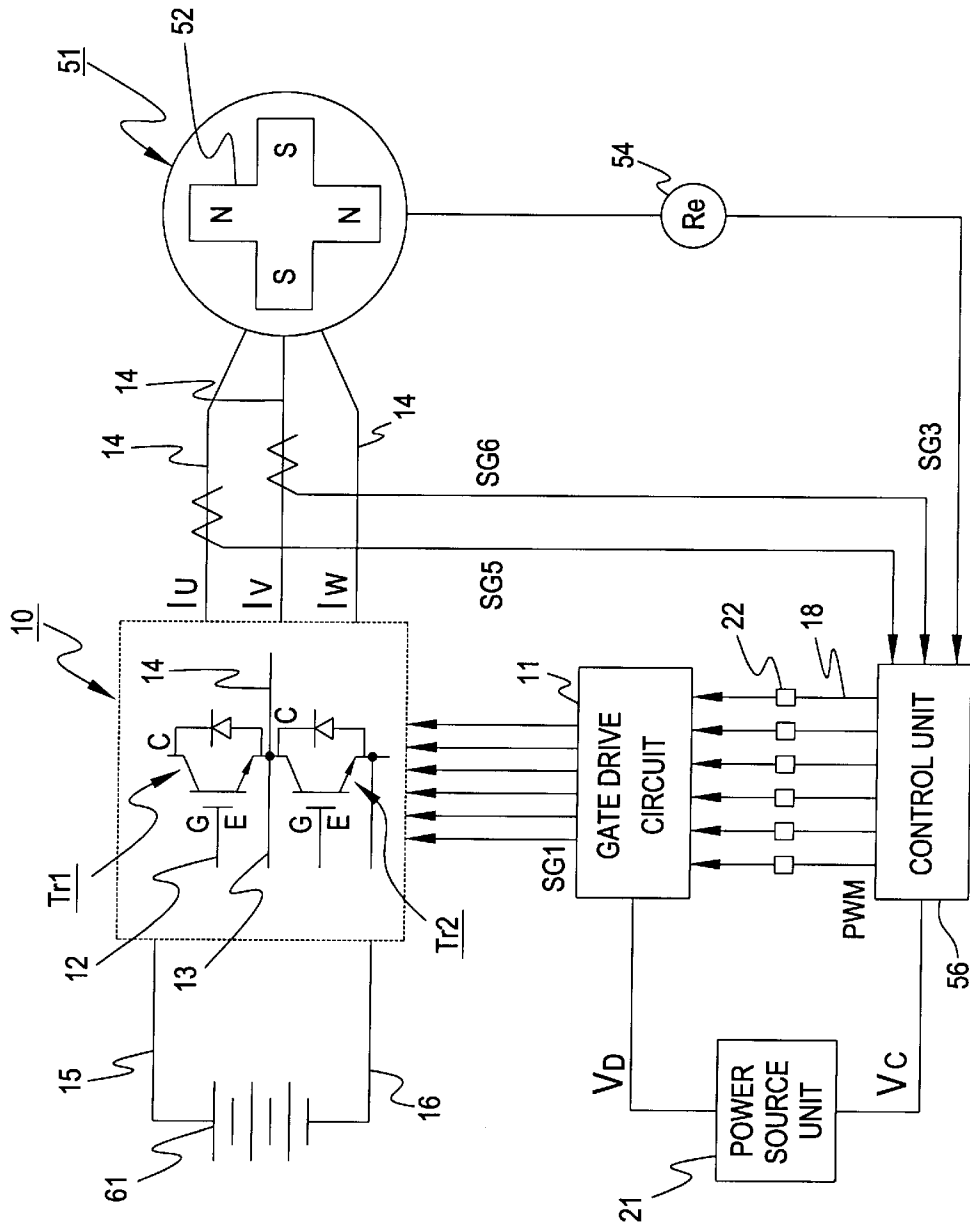 51
52
N
S
S
N
54
Re
14
14
14
SG6
SG5
SG3
IU
IV
IW
10
14
C
C
G
E
G
E
Tr1
Tr2
12
13
15
16
61
11
22
18
SG1
GATE DRIVE
CIRCUIT
PWM
CONTROL UNIT
56
VD
VC
POWER
SOURCE
UNIT
21